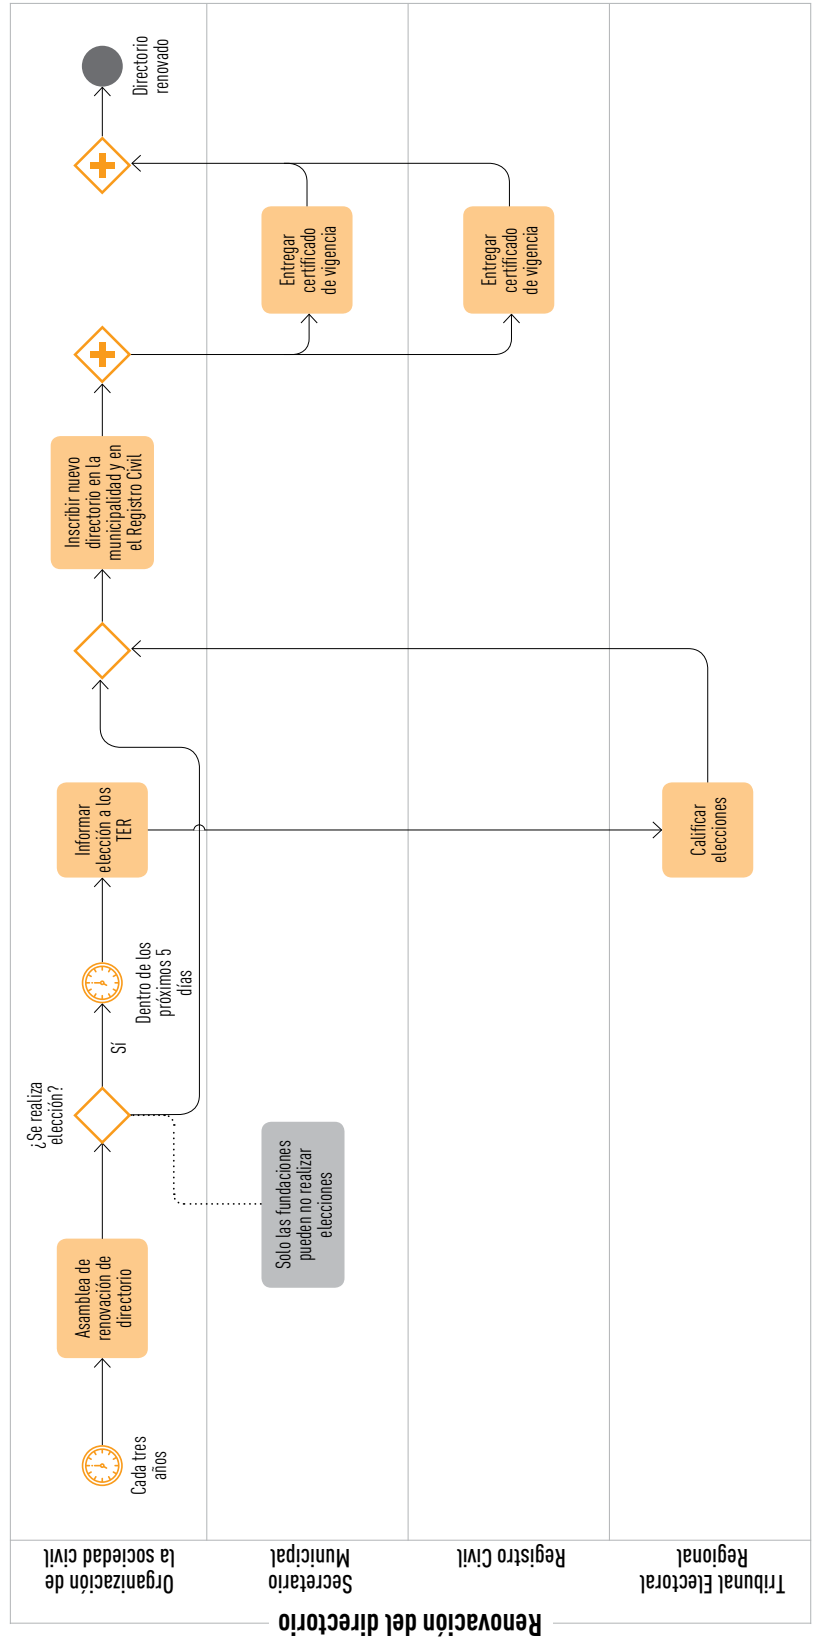 Renovación del directorio
Organización de
la sociedad civil
Secretario
Municipal
Registro Civil
Tribunal Electoral
Regional
Cada tres
años
Asamblea de
renovación de
directorio
¿Se realiza
elección?
Sí
Dentro de los
próximos 5
días
Informar
elección a los
TER
Inscribir nuevo
directorio en la
municipalidad y en
el Registro Civil
Directorio
renovado
Solo las fundaciones
pueden no realizar
elecciones
Entregar
certificado
de vigencia
Entregar
certificado
de vigencia
Calificar
elecciones